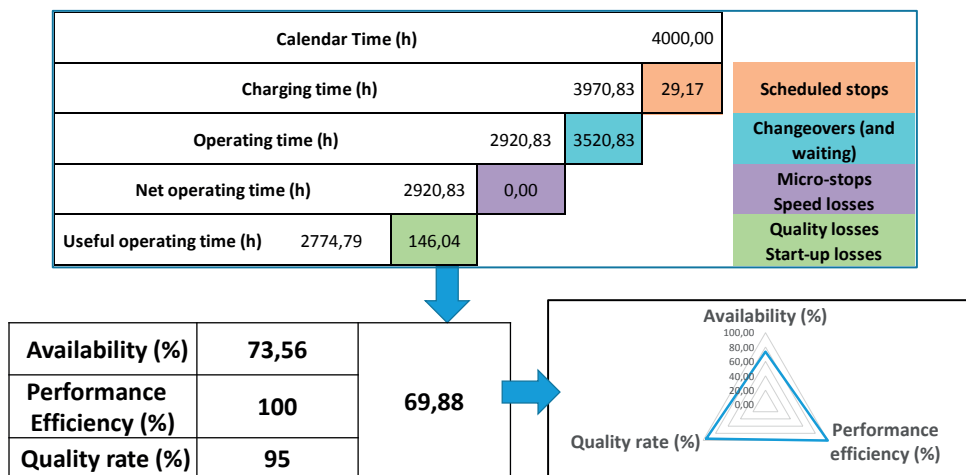 Calendar Time (h) 4000,00
Charging time (h) 3970,83 29,17 Scheduled stops
Operating time (h) 2920,83 3520,83 Changeovers (and
waiting)
Net operating time (h) 2920,83 0,00 Micro-stops
Speed losses
Useful operating time (h) 2774,79 146,04 Quality losses
Start-up losses
Availability (%) 73,56
Performance
Efficiency (%) 100 69,88
Quality rate (%) 95
Availability (%)
100,00
80,00
60,00
40,00
20,00
0,00
Quality rate (%)
Performance
efficiency (%)